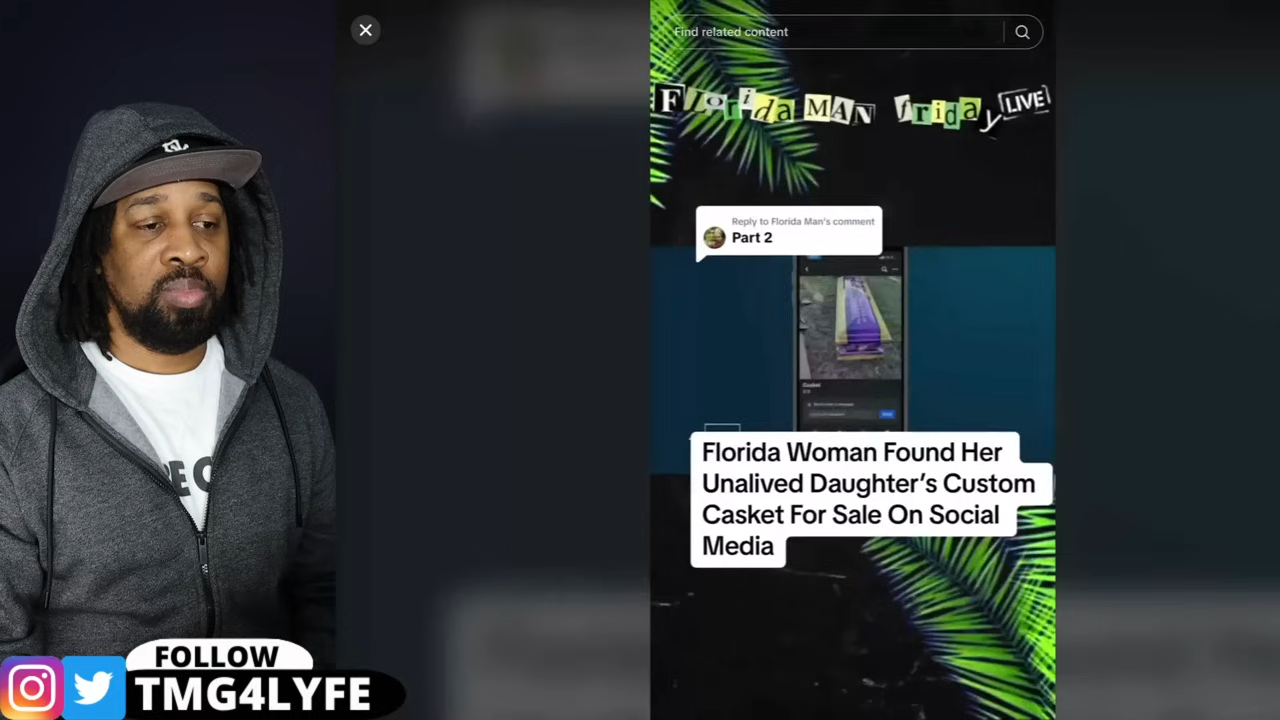 Find related content
Florida MAN friday LIVE
Reply to Florida Man's comment
Part 2
Casket
Florida Woman Found Her
Unalived Daughter's Custom
Casket For Sale On Social
Media
FOLLOW
TMG4LYFE